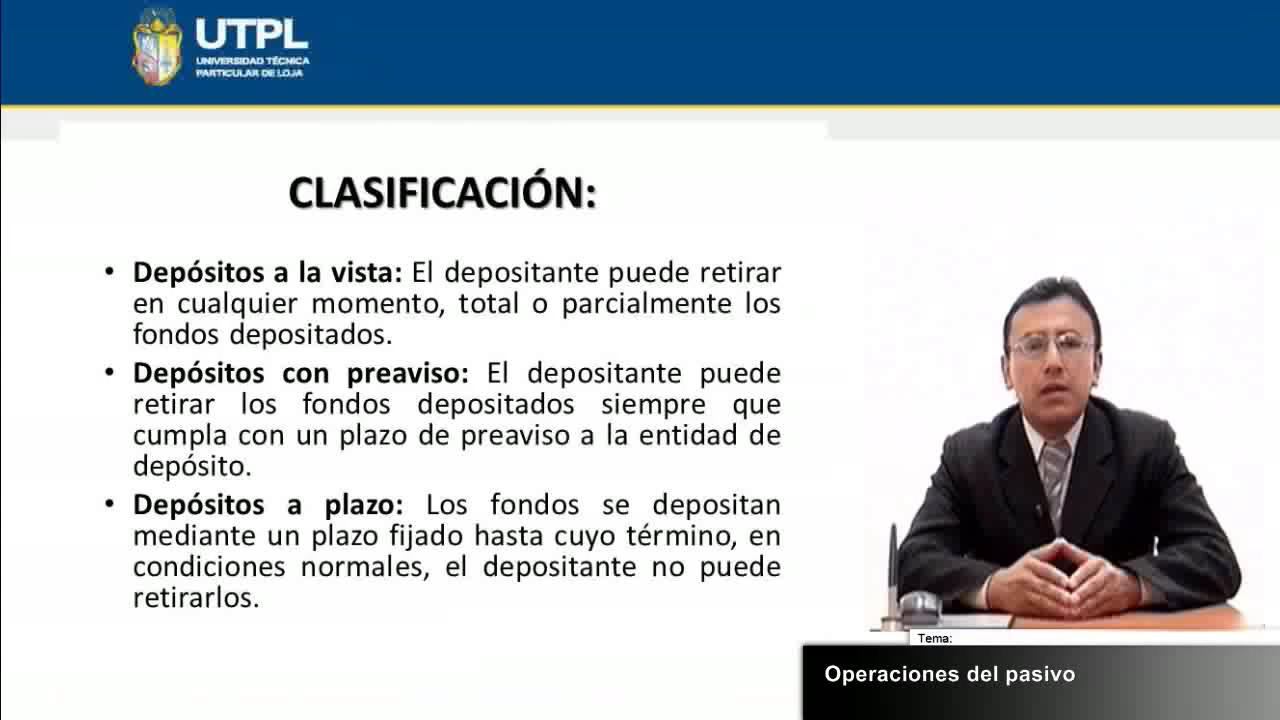 UTPL
UNIVERSIDAD TÉCNICA
PARTICULAR DE LOJA
CLASIFICACIÓN:
• Depósitos a la vista: El depositante puede retirar
en cualquier momento, total o parcialmente los
fondos depositados.
• Depósitos con preaviso: El depositante puede
retirar los fondos depositados siempre que
cumpla con un plazo de preaviso a la entidad de
depósito.
• Depósitos a plazo: Los fondos se depositan
mediante un plazo fijado hasta cuyo término, en
condiciones normales, el depositante no puede
retirarlos.
Tema:
Operaciones del pasivo